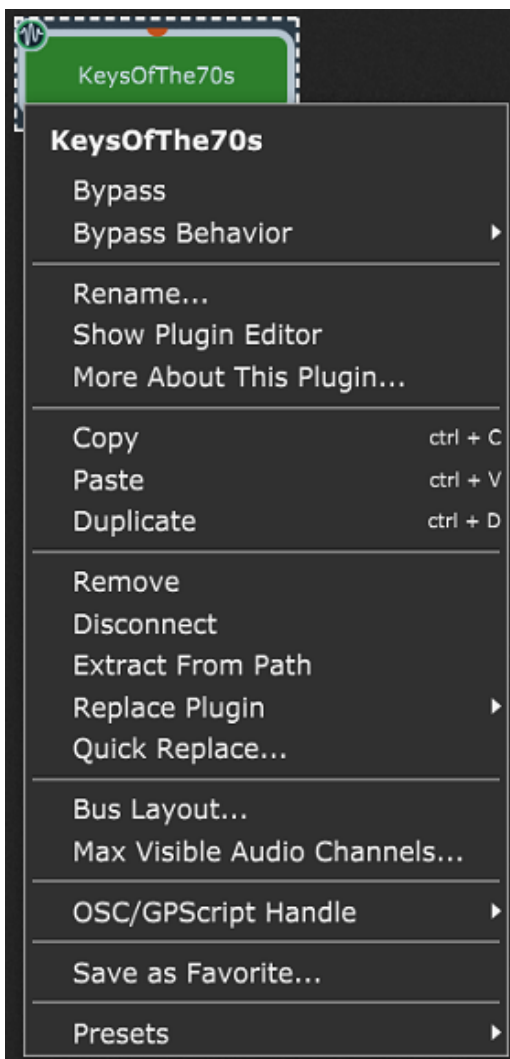 KeysOfThe70s
KeysOfThe70s
Bypass
Bypass Behavior
Rename...
Show Plugin Editor
More About This Plugin...
Copy ctrl + C
Paste ctrl + V
Duplicate ctrl + D
Remove
Disconnect
Extract From Path
Replace Plugin
Quick Replace...
Bus Layout...
Max Visible Audio Channels...
OSC/GPScript Handle
Save as Favorite...
Presets